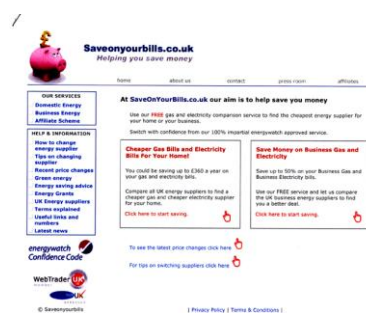 Saveonyourbills.co.uk
Helping you save money
home about us contact press room affiliates
OUR SERVICES
Domestic Energy
Business Energy
Affiliate Scheme
HELP & INFORMATION
How to change
energy supplier
Tips on changing
supplier
Recent price changes
Green energy
Energy saving advice
Energy Grants
UK Energy suppliers
Terms explained
Useful links and
numbers
Latest news
energywatch
Confidence Code
WebTrader UK
UK
© Saveonyourbills
At SaveOnYourBills.co.uk our aim is to help save you money
Use our FREE gas and electricity comparison service to find the cheapest energy supplier for
your home or your business.
Switch with confidence from our 100% impartial energywatch approved service.
Cheaper Gas Bills and Electricity
Bills For Your Home!
You could be saving up to £360 a year on
your gas and electricity bills.
Compare all UK energy suppliers to find a
cheaper gas and cheaper electricity supplier
for your home.
Click here to start saving.
Save Money on Business Gas and
Electricity
Save up to 50% on your Business Gas and
Business Electricity bills.
Use our FREE service and let us compare
the UK business energy suppliers to find
you a better deal.
Click here to start saving.
To see the latest price changes click here
For tips on switching suppliers click here
| Privacy Policy | Terms & Conditions |